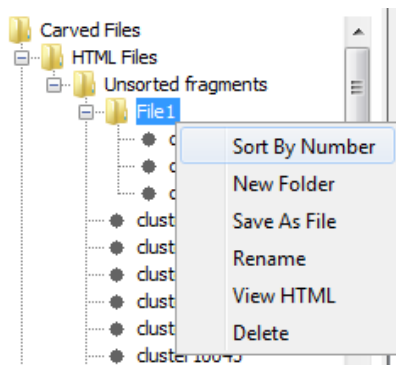 Carved Files
HTML Files
Unsorted fragments
File1
Sort By Number
New Folder
Save As File
Rename
View HTML
Delete
cluster10045